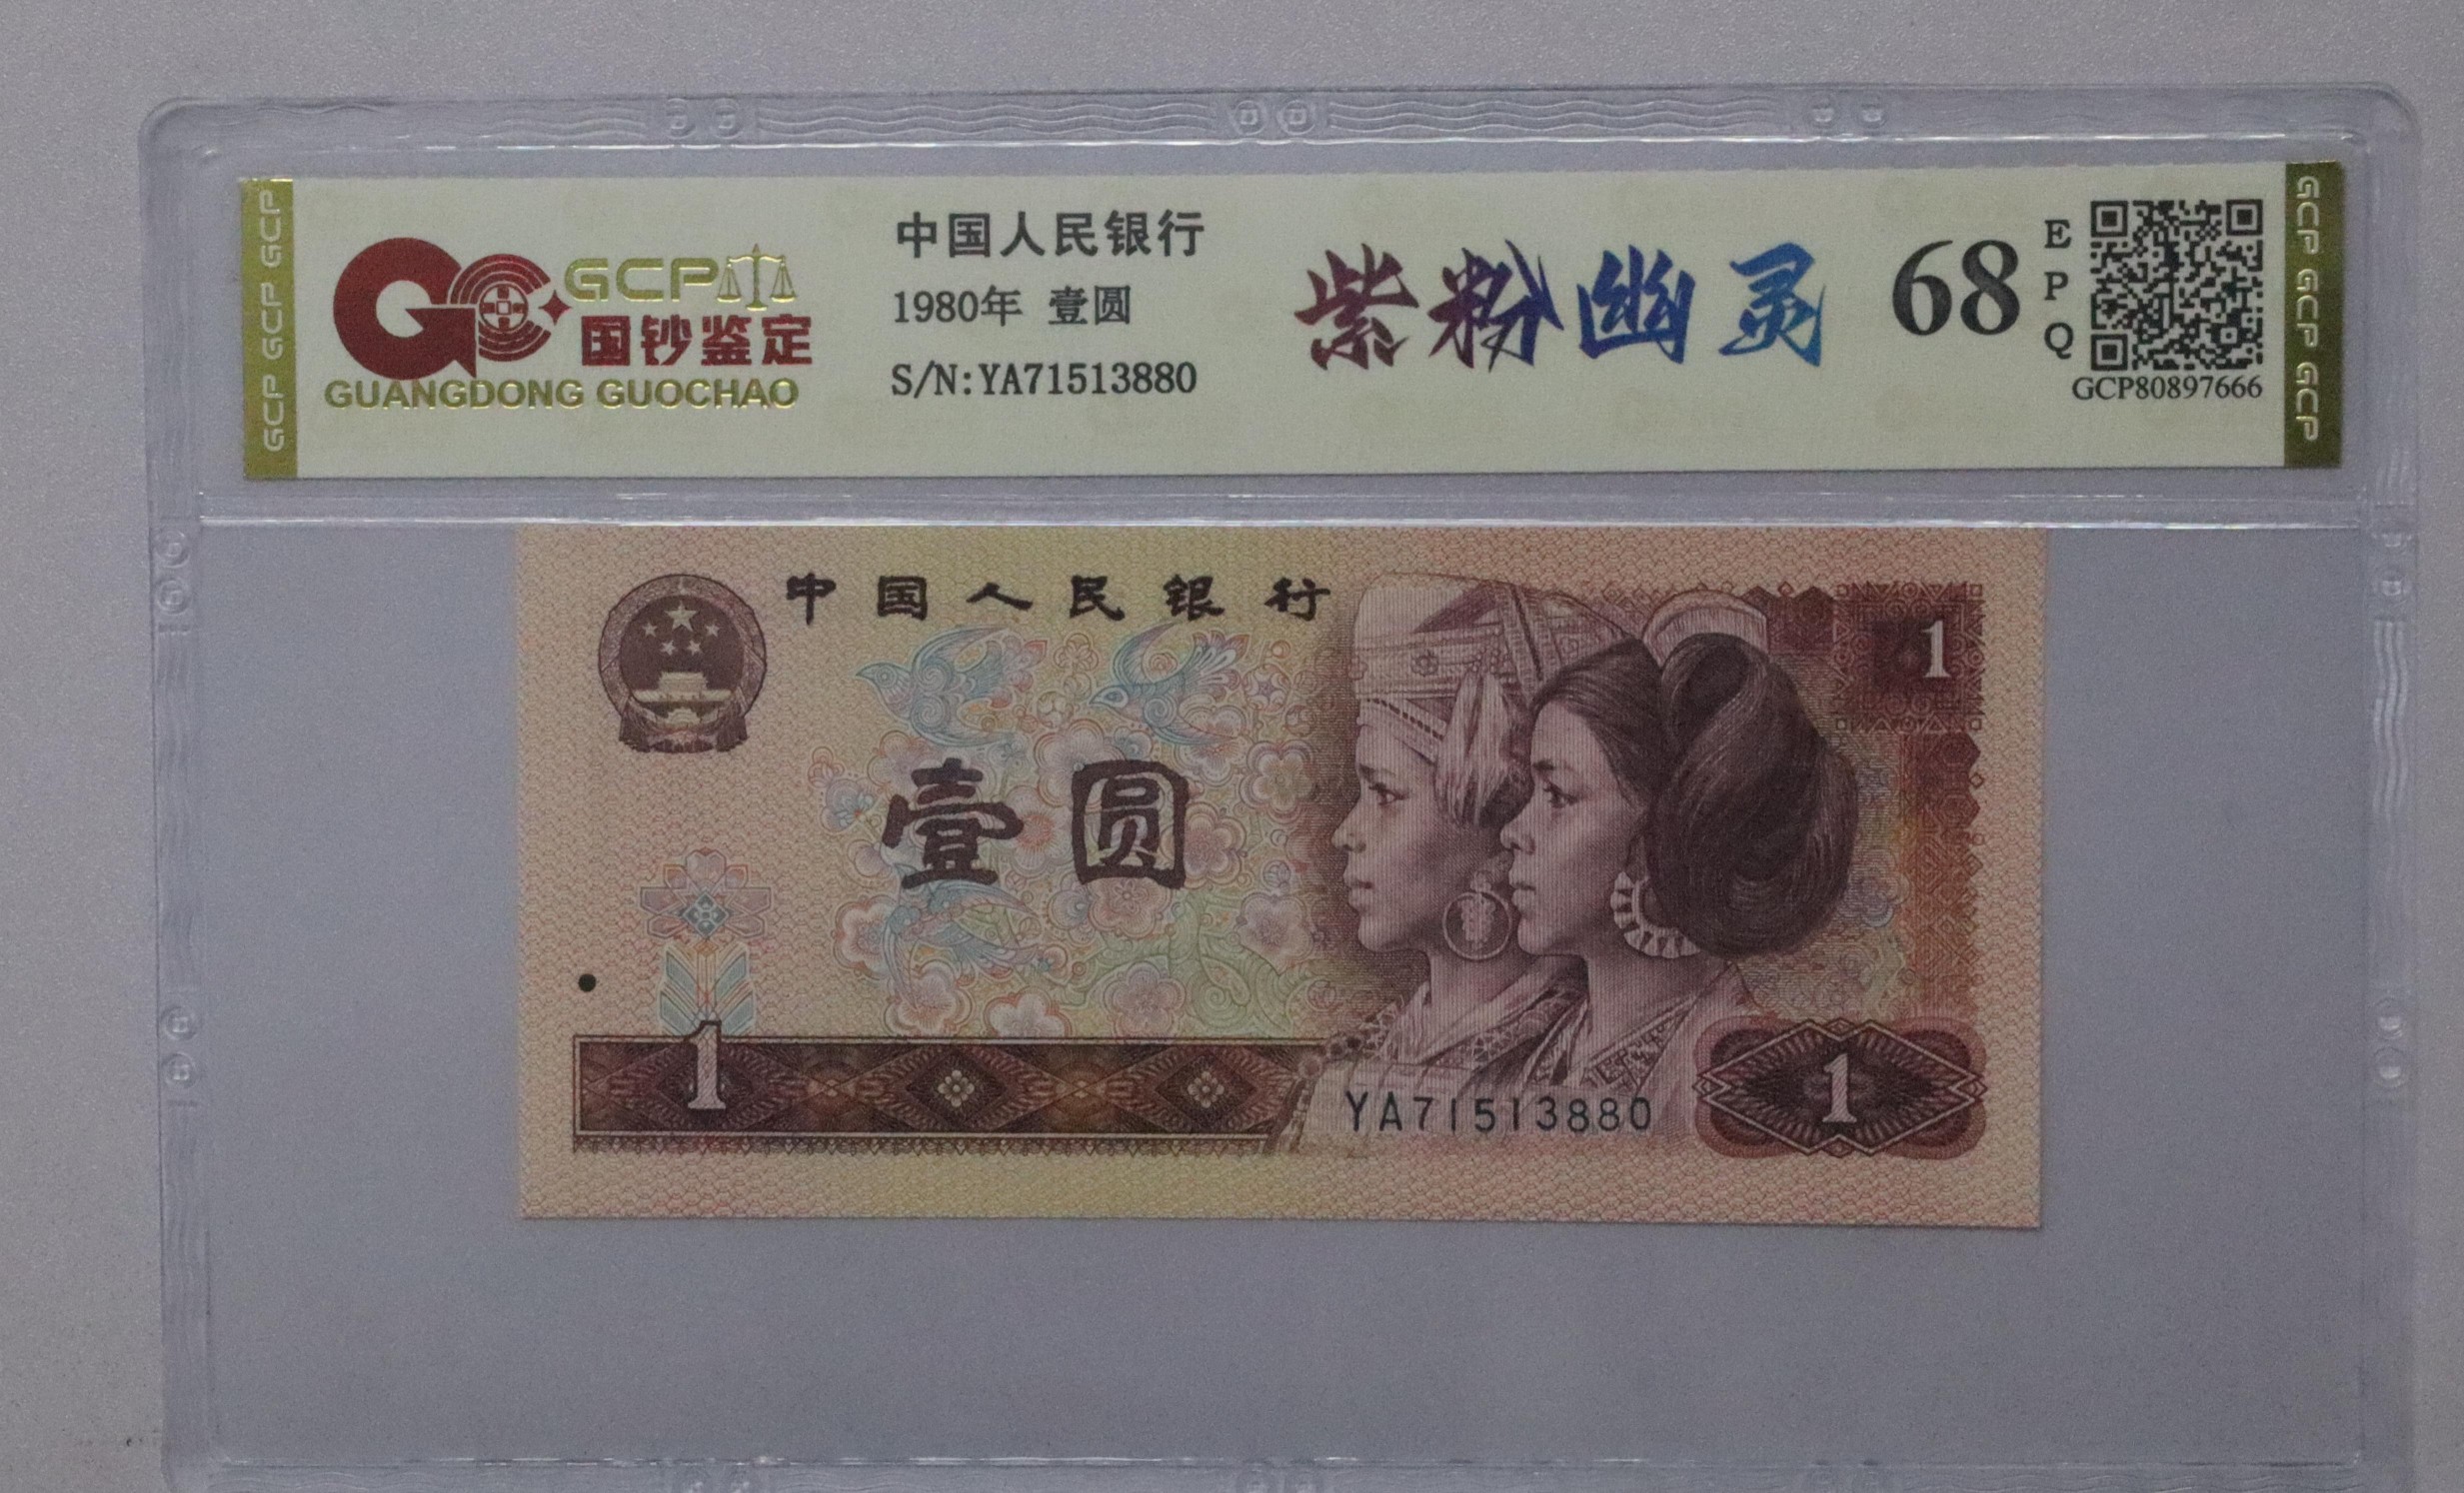 GCP GCP GCP
GCP
国钞鉴定
GUANGDONG GUOCHAO
中国人民银行
1980年 壹圆
S/N:YA71513880
紫粉幽灵
68
EPQ
GCP80897666
GCP GCP GCP
中国人民银行
1
壹圆
1
YA71513880
1